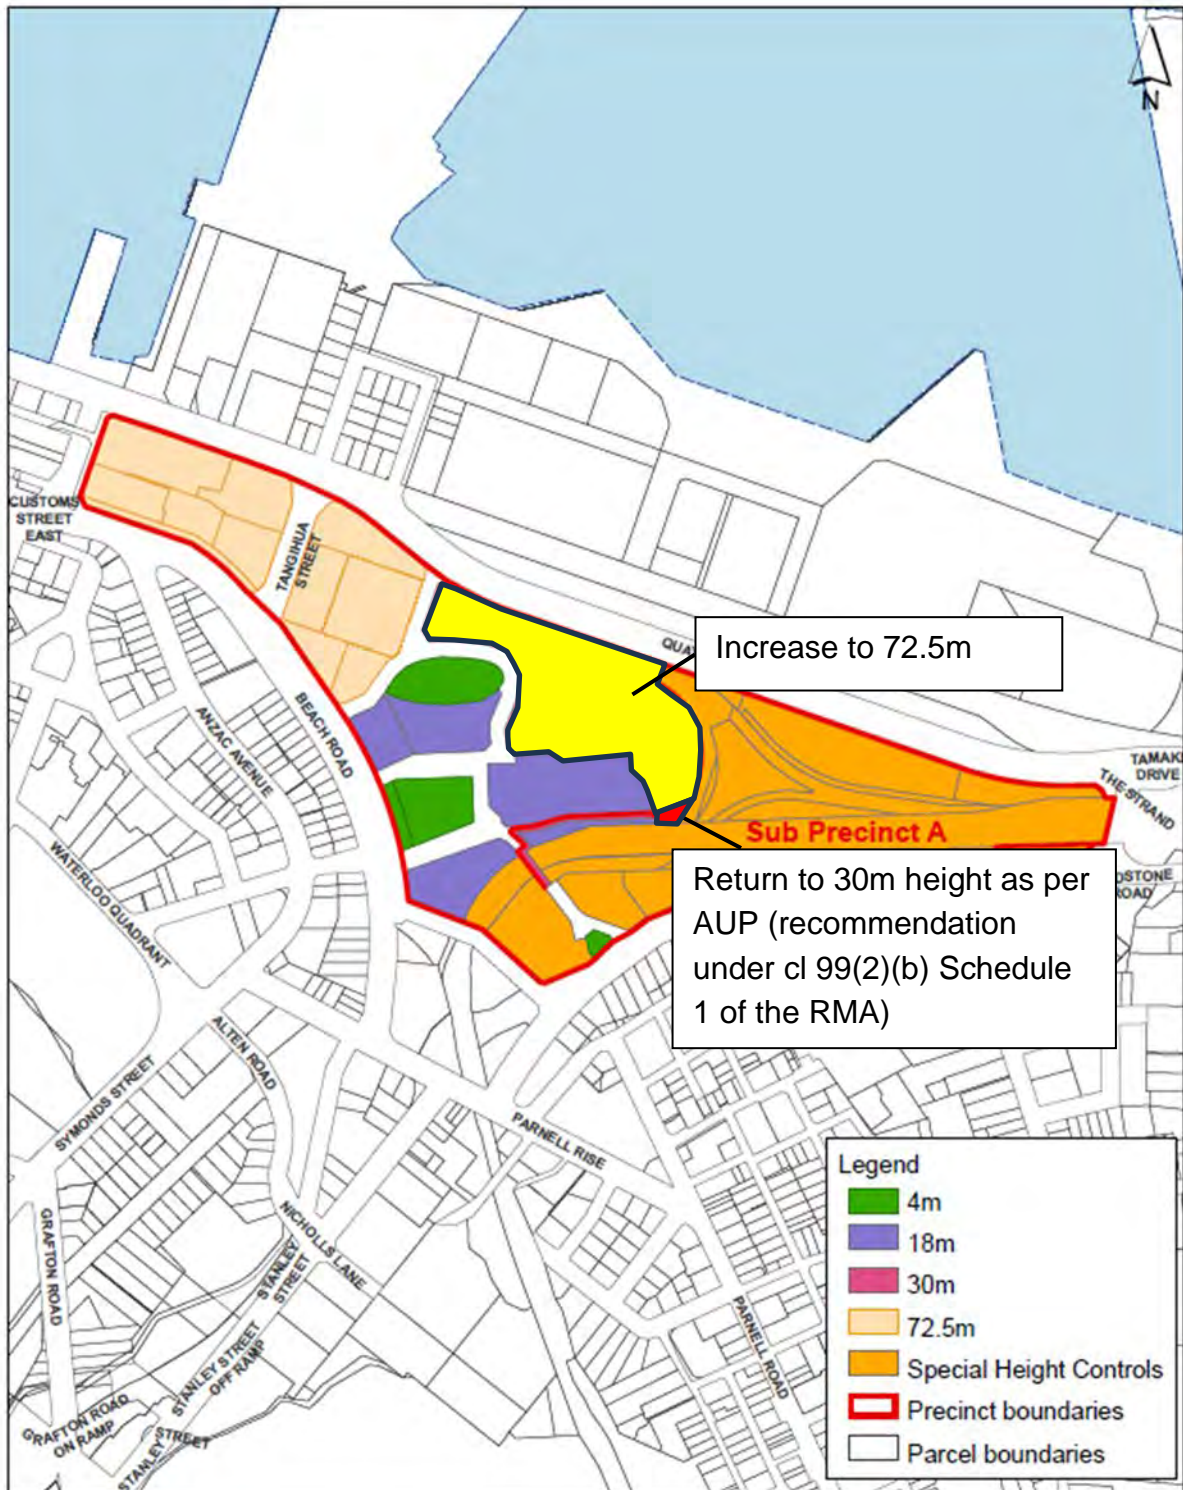 N
CUSTOMS
STREET
EAST
TANGIHUA
STREET
QUA
Increase to 72.5m
BEACH ROAD
ANZAC AVENUE
TAMAKI
DRIVE
THE STRAND
Sub Precinct A
WATERLOO QUADRANT
Return to 30m height as per
AUP (recommendation
under cl 99(2)(b) Schedule
1 of the RMA)
DSTONE
ROAD
ALTEN ROAD
SYMONDS STREET
PARNELL RISE
NICHOLLS LANE
STANLEY
STREET
GRAFTON ROAD
PARNELL ROAD
STANLEY STREET
OFF RAMP
GRAFTON ROAD
ON RAMP
STANLEY
STREET
Legend
4m
18m
30m
72.5m
Special Height Controls
Precinct boundaries
Parcel boundaries